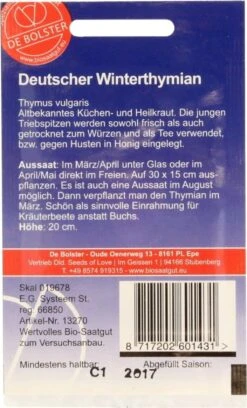 DE BOLSTER
www.biosaatgut.eu
Deutscher Winterthymian
Thymus vulgaris
Altbekanntes Küchen- und Heilkraut. Die jungen
Triebspitzen werden sowohl frisch als auch
getrocknet zum Würzen und als Tee verwendet,
bzw. gegen Husten in Honig eingelegt.
Aussaat: Im März/April unter Glas oder im
April/Mai direkt im Freien. Auf 30 x 15 cm aus-
pflanzen. Es ist auch eine Aussaat im August
möglich. Dann verpflanzt man den Thymian im
März. Schön als sinnvolle Einrahmung für
Kräuterbeete anstatt Buchs.
Höhe: 20 cm.
De Bolster - Oude Oenerweg 13 - 8161 PL Epe
Vertrieb Dld. Seeds of Love | Im Geissen 1 | 94166 Stubenberg
T. +49 8574 919315 - www.biosaatgut.eu
Skal 019678
E.G. Systeem St.
reg. 66850
Artikel-Nr. 13270
Wertvolles Bio-Saatgut
zum Versuchsanbau.
8 717202 601431 >
Mindestens haltbar:
Abgefüllt Saison:
C1 2017